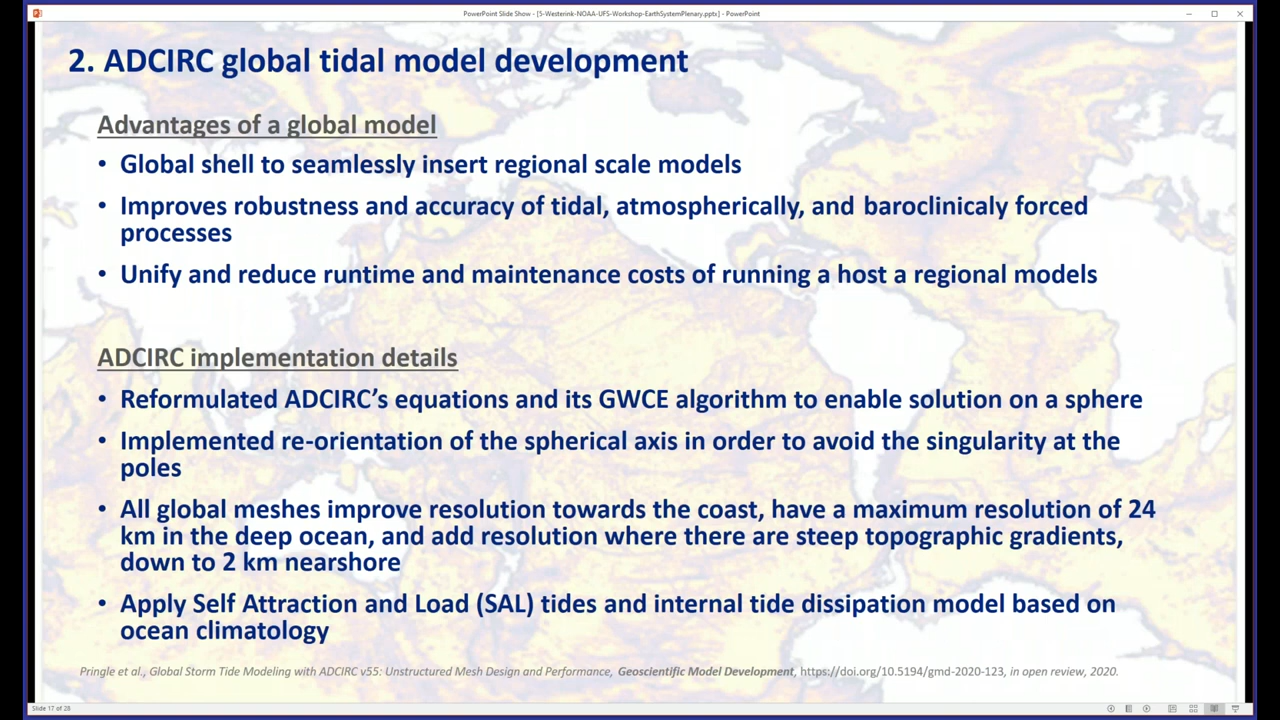 PowerPoint Slide Show - [5-Westerink-NOAA-UFS-Workshop-EarthSystemPlenary.pptx] - PowerPoint
2. ADCIRC global tidal model development
Advantages of a global model
• Global shell to seamlessly insert regional scale models
• Improves robustness and accuracy of tidal, atmospherically, and baroclinicaly forced
processes
• Unify and reduce runtime and maintenance costs of running a host a regional models
ADCIRC implementation details
• Reformulated ADCIRC’s equations and its GWCE algorithm to enable solution on a sphere
• Implemented re-orientation of the spherical axis in order to avoid the singularity at the
poles
• All global meshes improve resolution towards the coast, have a maximum resolution of 24
km in the deep ocean, and add resolution where there are steep topographic gradients,
down to 2 km nearshore
• Apply Self Attraction and Load (SAL) tides and internal tide dissipation model based on
ocean climatology
Pringle et al., Global Storm Tide Modeling with ADCIRC v55: Unstructured Mesh Design and Performance, Geoscientific Model Development, https://doi.org/10.5194/gmd-2020-123, in open review, 2020.
Slide 17 of 28